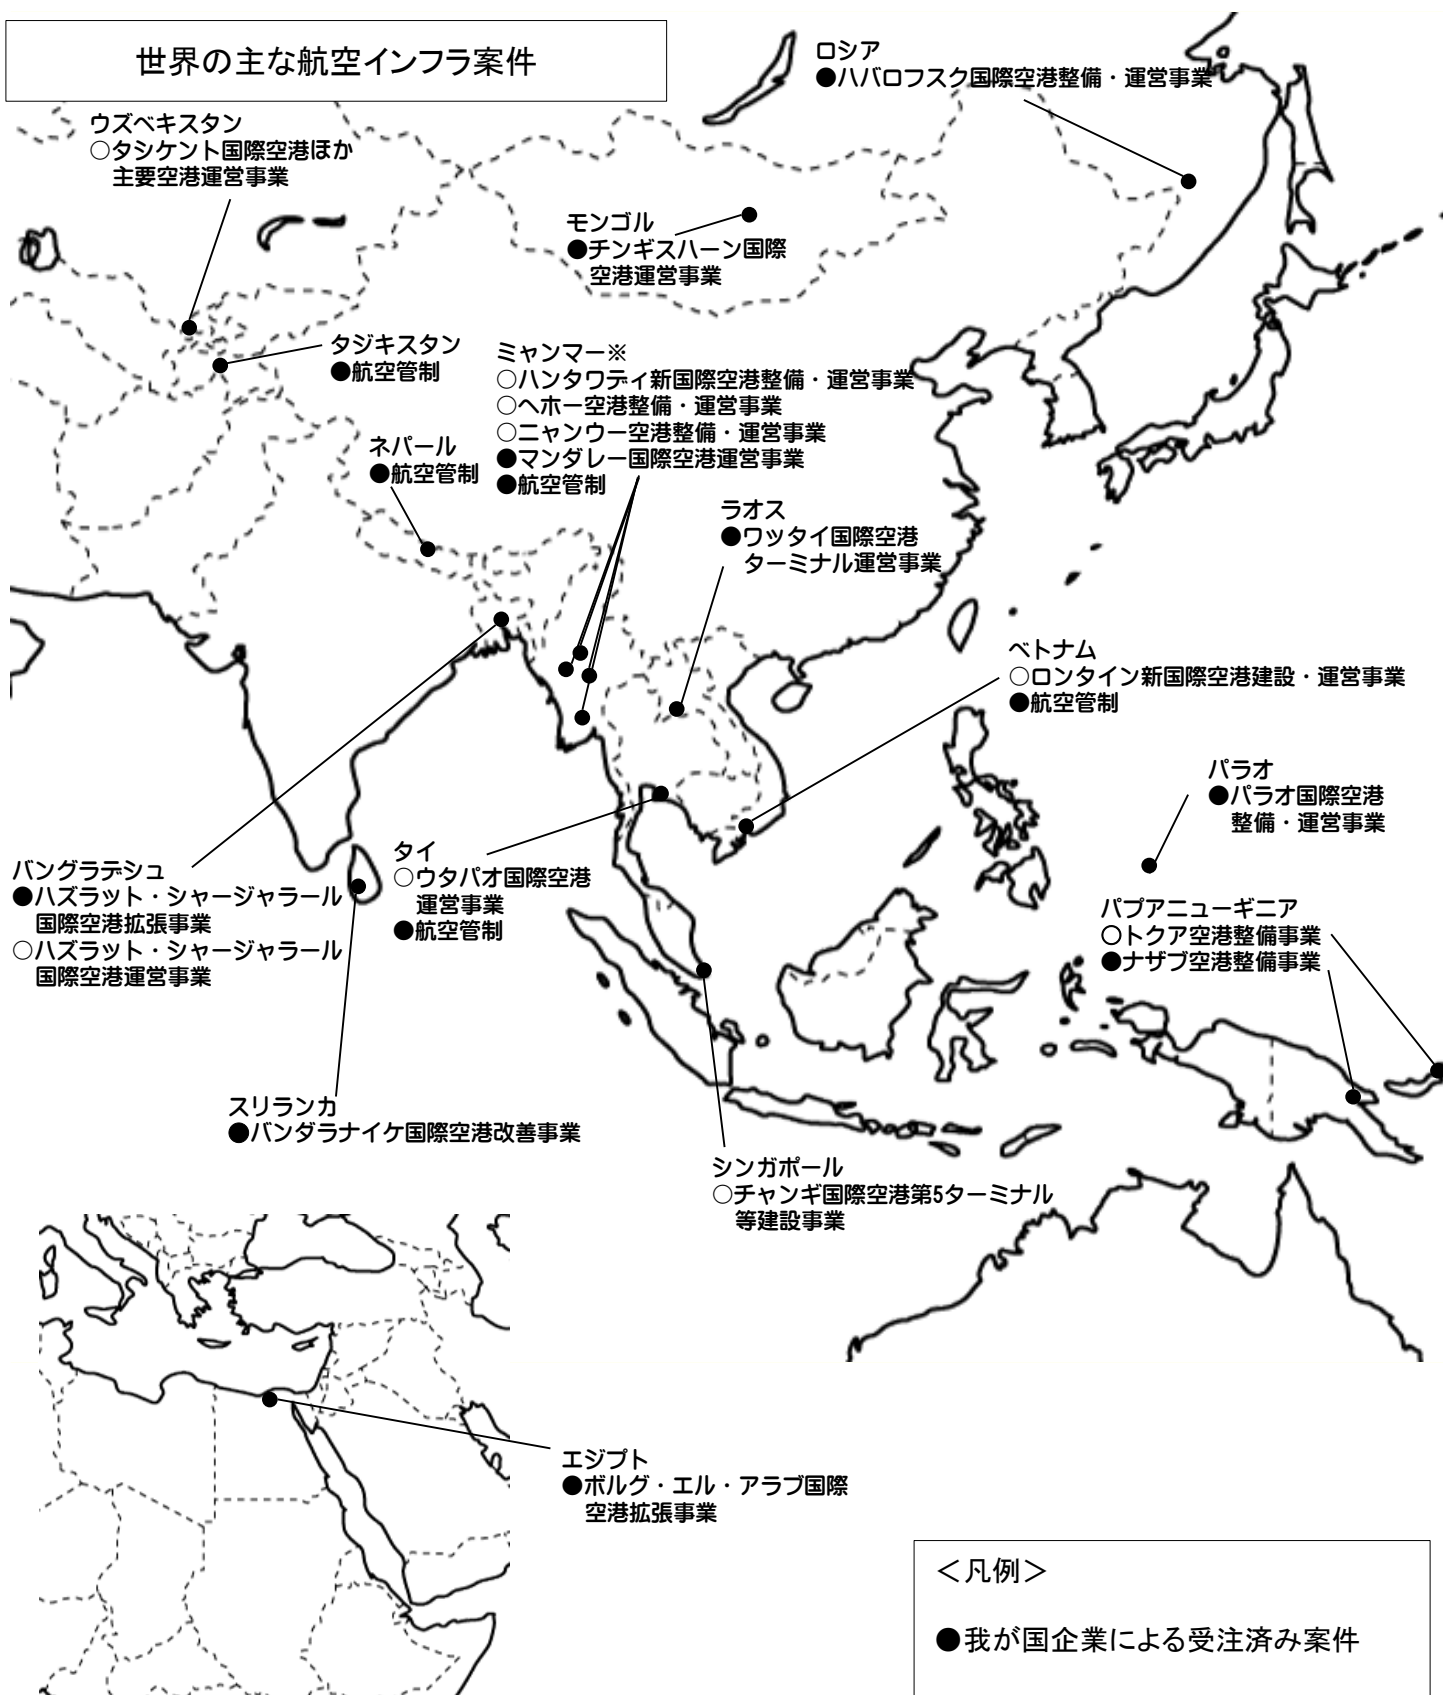 世界の主な航空インフラ案件
ロシア
●ハバロフスク国際空港整備・運営事業
ウズベキスタン
○タシケント国際空港ほか
主要空港運営事業
モンゴル
●チンギスハーン国際
空港運営事業
タジキスタン
●航空管制
ミャンマー※
○ハンタワディ新国際空港整備・運営事業
○ヘホー空港整備・運営事業
○ニャンウー空港整備・運営事業
●マンダレー国際空港運営事業
●航空管制
ネパール
●航空管制
ラオス
●ワッタイ国際空港
ターミナル運営事業
ベトナム
○ロンタイン新国際空港建設・運営事業
●航空管制
パラオ
●パラオ国際空港
整備・運営事業
バングラデシュ
●ハズラット・シャージャラール
国際空港拡張事業
○ハズラット・シャージャラール
国際空港運営事業
タイ
○ウタパオ国際空港
運営事業
●航空管制
パプアニューギニア
○トクア空港整備事業
●ナザブ空港整備事業
スリランカ
●バンダラナイケ国際空港改善事業
シンガポール
○チャンギ国際空港第5ターミナル
等建設事業
エジプト
●ボルグ・エル・アラブ国際
空港拡張事業
＜凡例＞
●我が国企業による受注済み案件